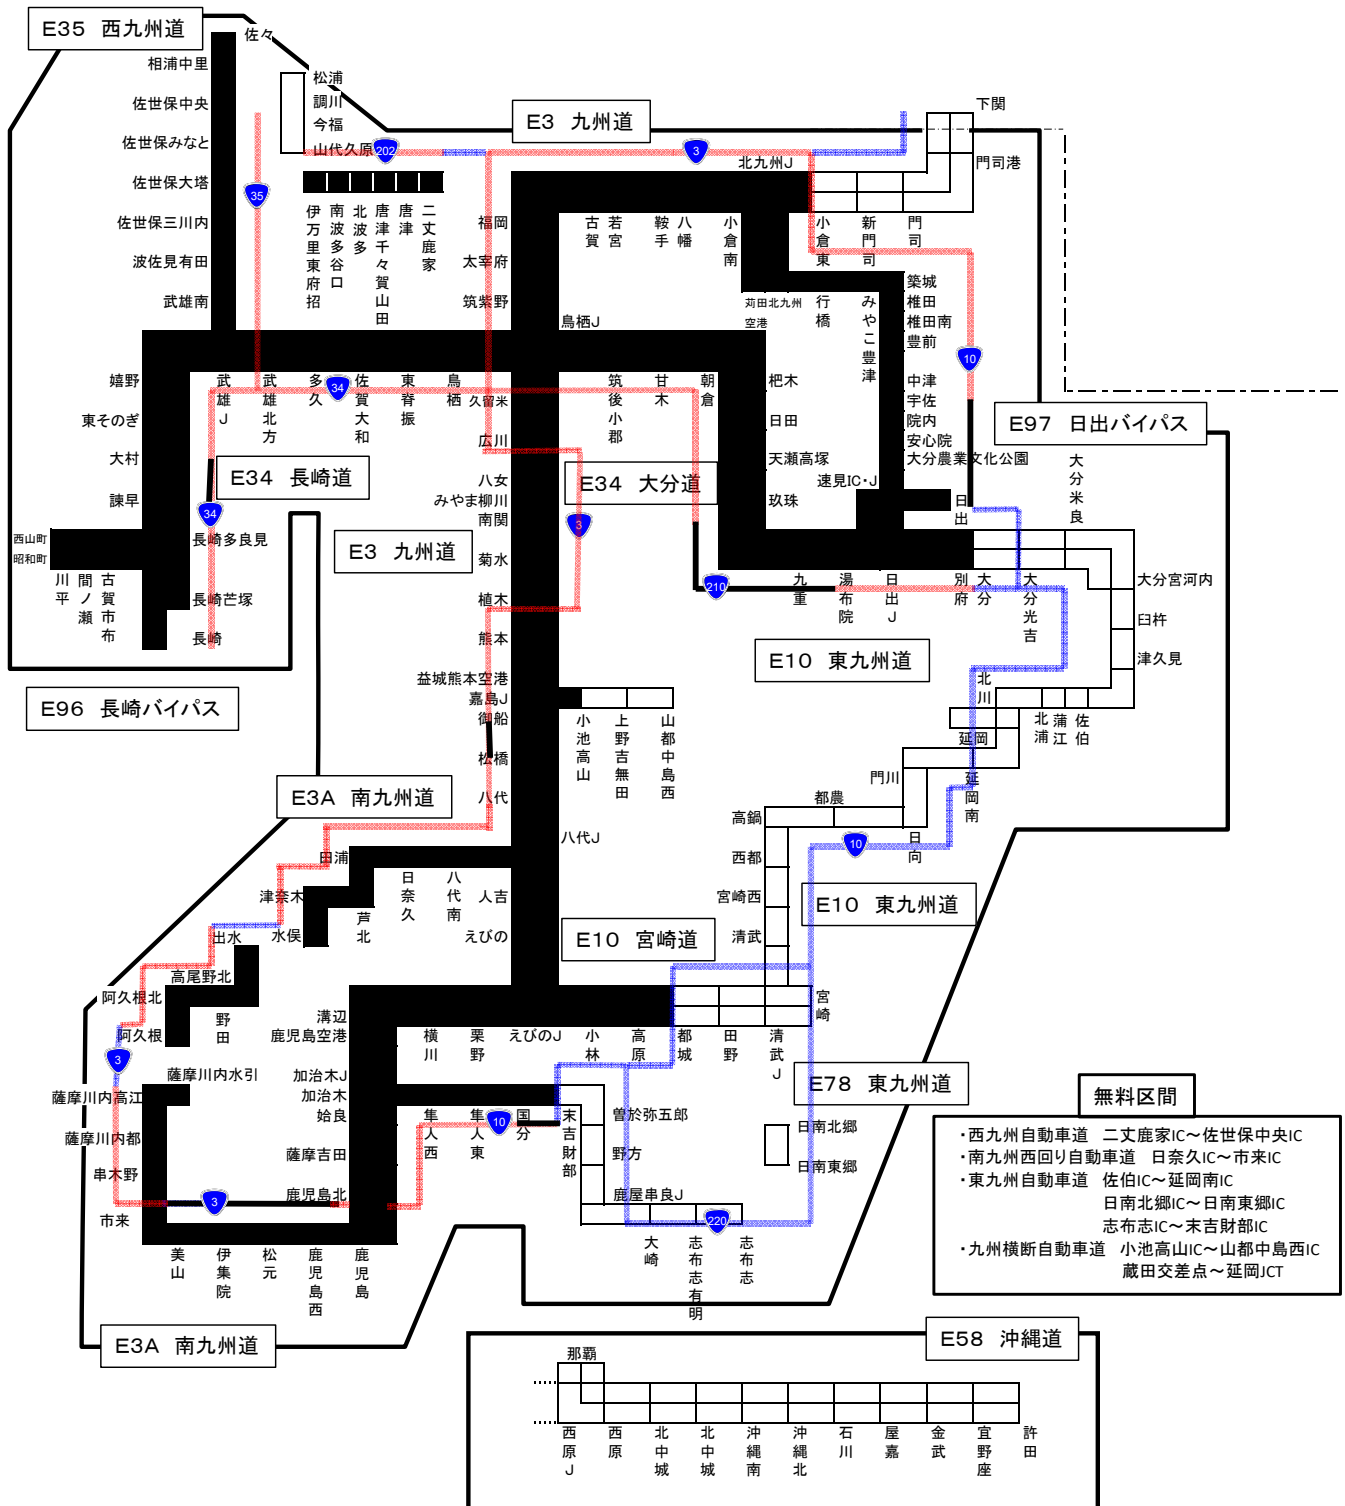 E35 西九州道
佐々
相浦中里
佐世保中央
佐世保みなと
佐世保大塔
佐世保三川内
波佐見有田
武雄南
松浦
調川
今福
山代久原
202
35
伊万里東府招
南波多谷口
北波多
唐津千々賀山田
唐津
二丈鹿家
E3 九州道
3
下関
門司港
北九州J
福岡
太宰府
筑紫野
古賀
若宮
鞍手
八幡
小倉南
小倉東
新門司
門司
苅田北九州空港
行橋
みやこ豊津
築城
椎田
椎田南
豊前
中津
宇佐
院内
安心院
大分農業文化公園
10
鳥栖J
嬉野
東そのぎ
大村
諫早
武雄J
武雄北方
多久
34
佐賀大和
東脊振
鳥栖
久留米
広川
八女
みやま柳川
南関
菊水
植木
熊本
益城熊本空港
嘉島J
御船
松橋
八代
筑後小郡
甘木
朝倉
杷木
日田
天瀬高塚
玖珠
速見IC・J
日出
E97 日出バイパス
大分米良
E34 長崎道
34
E34 大分道
3
E3 九州道
西山町
昭和町
長崎多良見
長崎芒塚
長崎
川平
間ノ瀬
古賀市布
210
九重
湯布院
日出J
別府
大分
大分光吉
大分宮河内
臼杵
津久見
E10 東九州道
E96 長崎バイパス
小池高山
上野吉無田
山都中島西
北川
北浦
蒲江
佐伯
延岡
延岡南
門川
日向
都農
高鍋
西都
宮崎西
清武
10
E3A 南九州道
八代J
田浦
津奈木
水俣
芦北
日奈久
八代南
人吉
えびの
E10 東九州道
E10 宮崎道
出水
高尾野北
阿久根北
阿久根
野田
3
溝辺
鹿児島空港
加治木J
加治木
姶良
薩摩吉田
鹿児島北
横川
栗野
えびのJ
小林
高原
都城
田野
清武J
宮崎
E78 東九州道
薩摩川内水引
薩摩川内高江
薩摩川内都
串木野
市来
3
隼人西
隼人東
10
国分
末吉財部
曽於弥五郎
野方
鹿屋串良J
220
大崎
志布志有明
志布志
日南北郷
日南東郷
美山
伊集院
松元
鹿児島西
鹿児島
E3A 南九州道
無料区間
・西九州自動車道 二丈鹿家IC～佐世保中央IC
・南九州西回り自動車道 日奈久IC～市来IC
・東九州自動車道 佐伯IC～延岡南IC
日南北郷IC～日南東郷IC
志布志IC～末吉財部IC
・九州横断自動車道 小池高山IC～山都中島西IC
蔵田交差点～延岡JCT
E58 沖縄道
那覇
西原J
西原
北中城
北中城
沖縄南
沖縄北
石川
屋嘉
金武
宜野座
許田